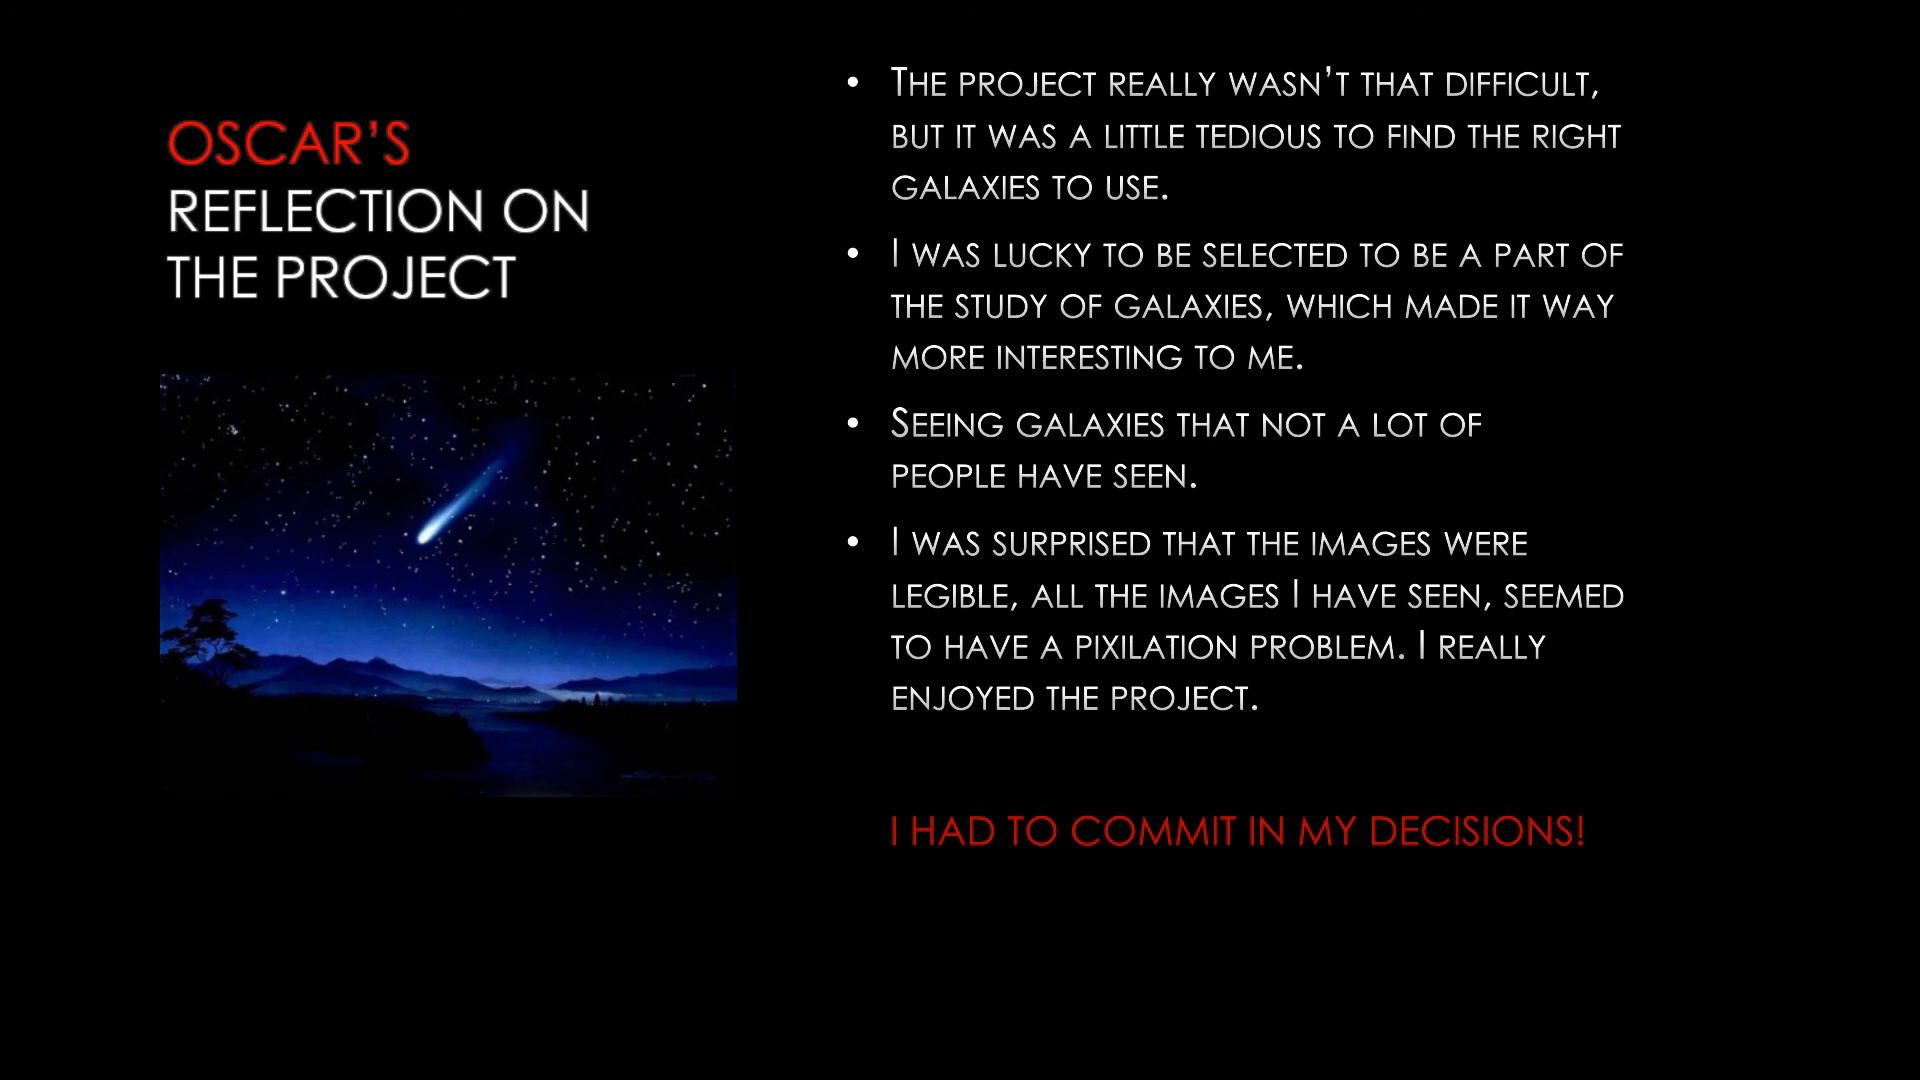 OSCAR'S
REFLECTION ON
THE PROJECT
• THE PROJECT REALLY WASN'T THAT DIFFICULT,
BUT IT WAS A LITTLE TEDIOUS TO FIND THE RIGHT
GALAXIES TO USE.
• I WAS LUCKY TO BE SELECTED TO BE A PART OF
THE STUDY OF GALAXIES, WHICH MADE IT WAY
MORE INTERESTING TO ME.
• SEEING GALAXIES THAT NOT A LOT OF
PEOPLE HAVE SEEN.
• I WAS SURPRISED THAT THE IMAGES WERE
LEGIBLE, ALL THE IMAGES I HAVE SEEN, SEEMED
TO HAVE A PIXILATION PROBLEM. I REALLY
ENJOYED THE PROJECT.
I HAD TO COMMIT IN MY DECISIONS!